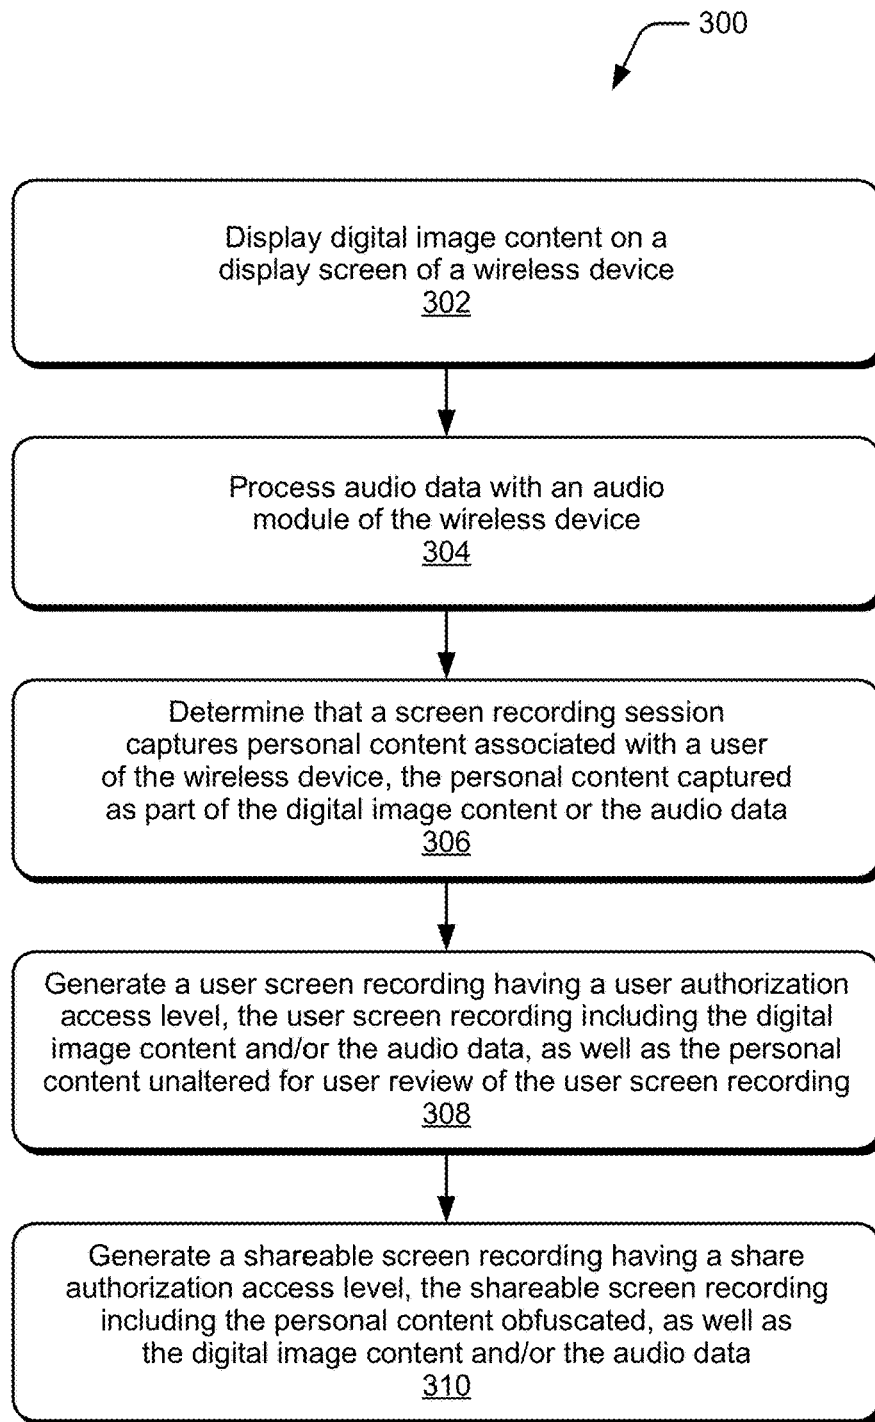 300
Display digital image content on a
display screen of a wireless device
302
Process audio data with an audio
module of the wireless device
304
Determine that a screen recording session
captures personal content associated with a user
of the wireless device, the personal content captured
as part of the digital image content or the audio data
306
Generate a user screen recording having a user authorization
access level, the user screen recording including the digital
image content and/or the audio data, as well as the personal
content unaltered for user review of the user screen recording
308
Generate a shareable screen recording having a share
authorization access level, the shareable screen recording
including the personal content obfuscated, as well as
the digital image content and/or the audio data
310